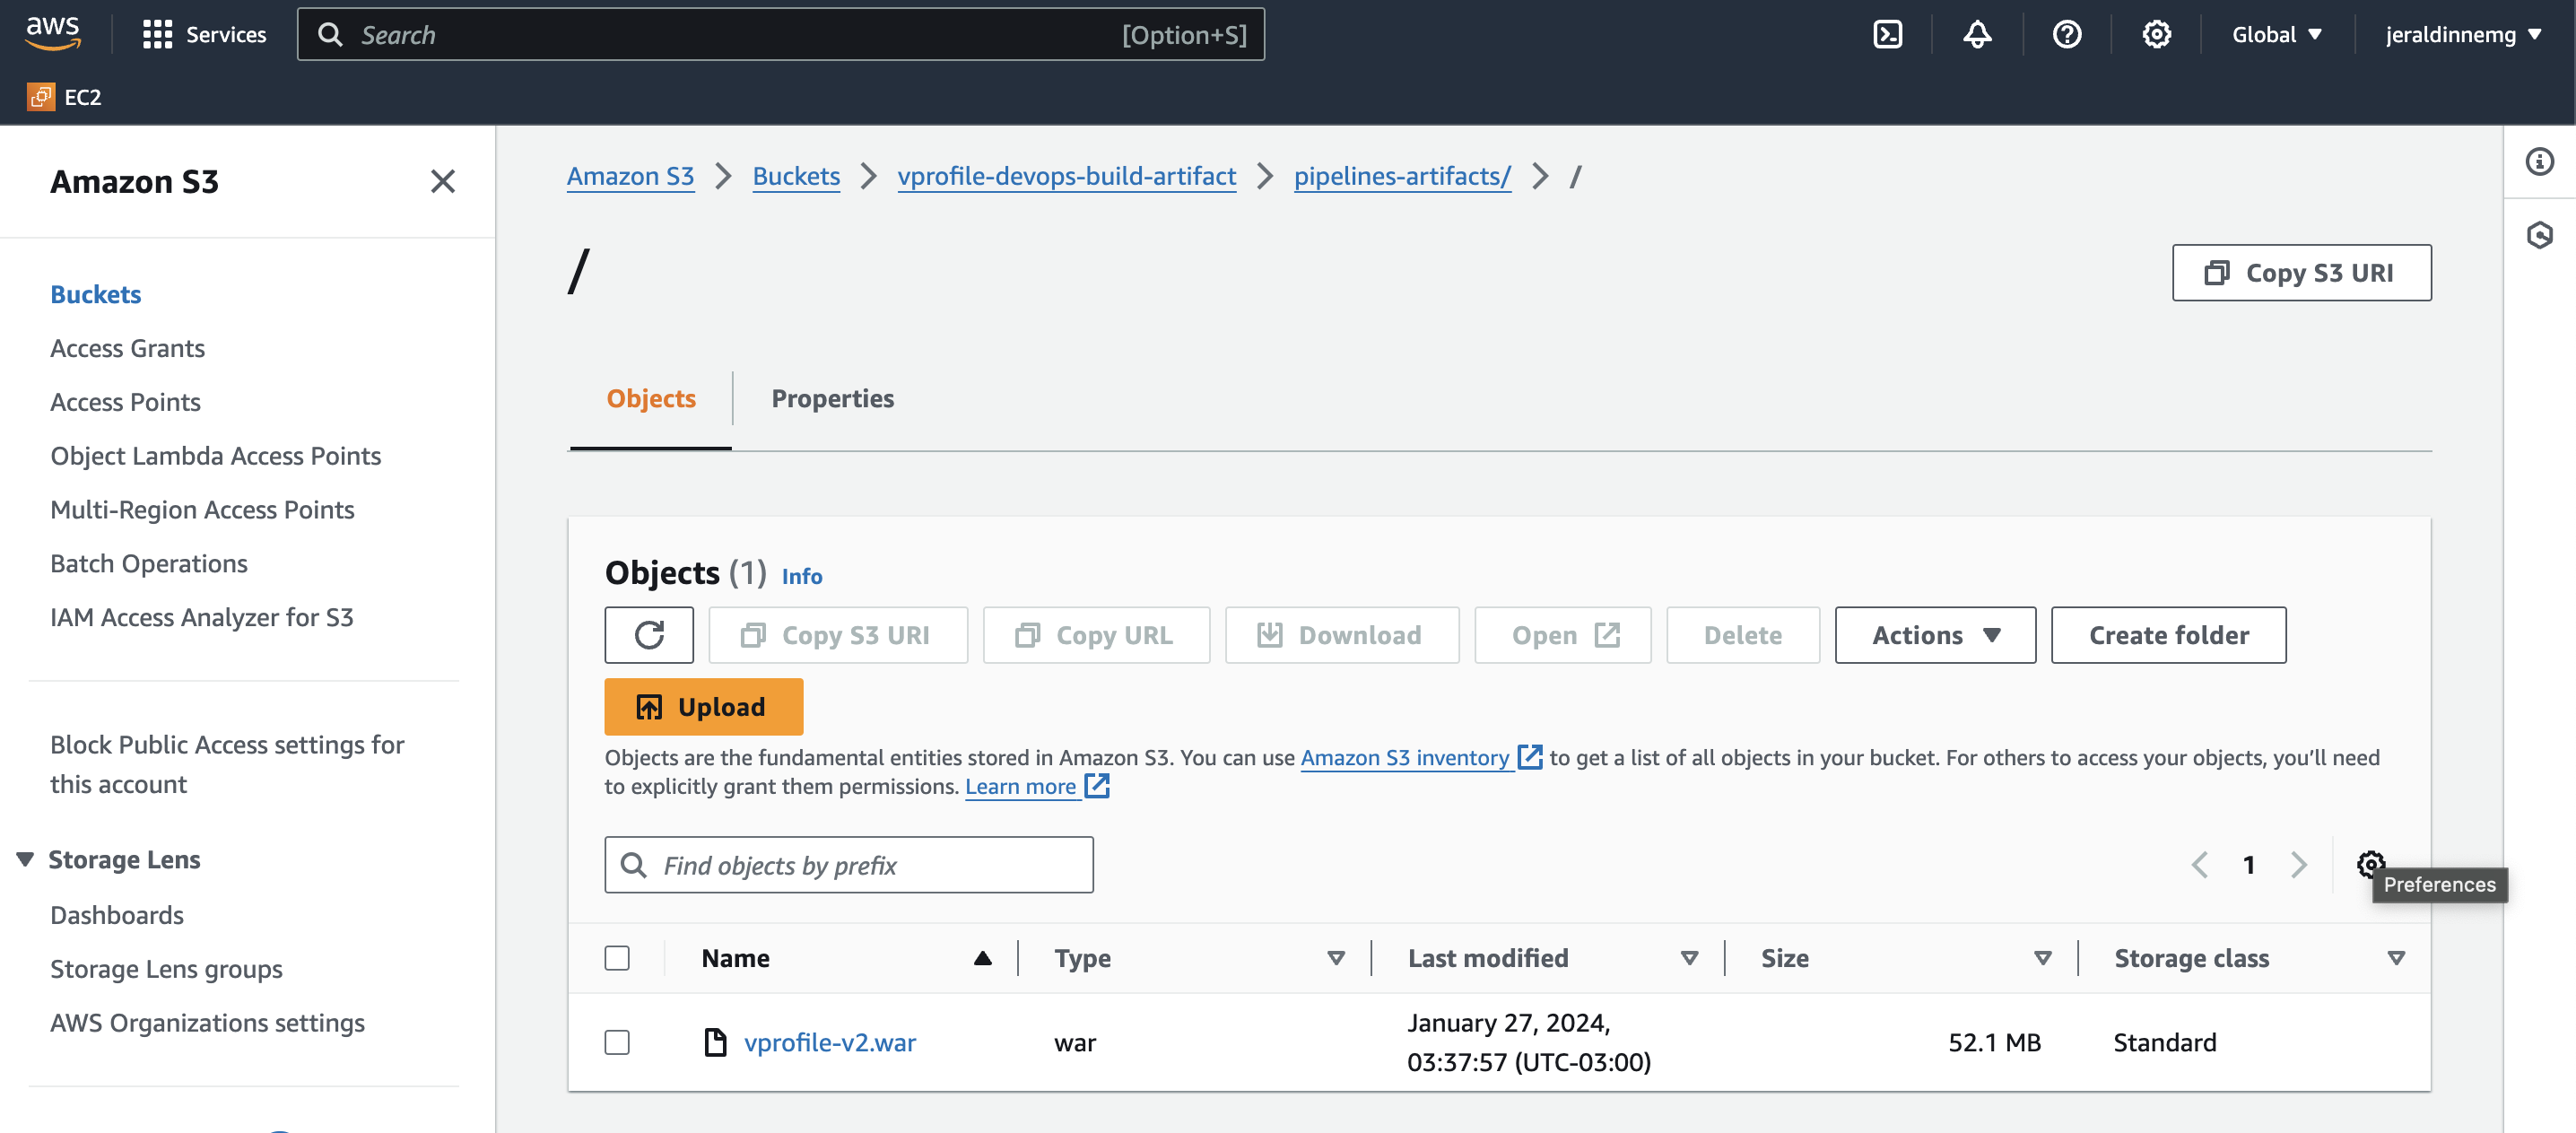 aws
Services
Search
[Option+S]
Global
jeraldinnemg
EC2
Amazon S3
Buckets
Access Grants
Access Points
Object Lambda Access Points
Multi-Region Access Points
Batch Operations
IAM Access Analyzer for S3
Block Public Access settings for
this account
Storage Lens
Dashboards
Storage Lens groups
AWS Organizations settings
Amazon S3 > Buckets > vprofile-devops-build-artifact > pipelines-artifacts/ > /
/
Copy S3 URI
Objects
Properties
Objects (1) Info
Copy S3 URI
Copy URL
Download
Open
Delete
Actions
Create folder
Upload
Objects are the fundamental entities stored in Amazon S3. You can use Amazon S3 inventory to get a list of all objects in your bucket. For others to access your objects, you’ll need
to explicitly grant them permissions. Learn more
Find objects by prefix
1
Preferences
Name
Type
Last modified
Size
Storage class
vprofile-v2.war
war
January 27, 2024,
03:37:57 (UTC-03:00)
52.1 MB
Standard